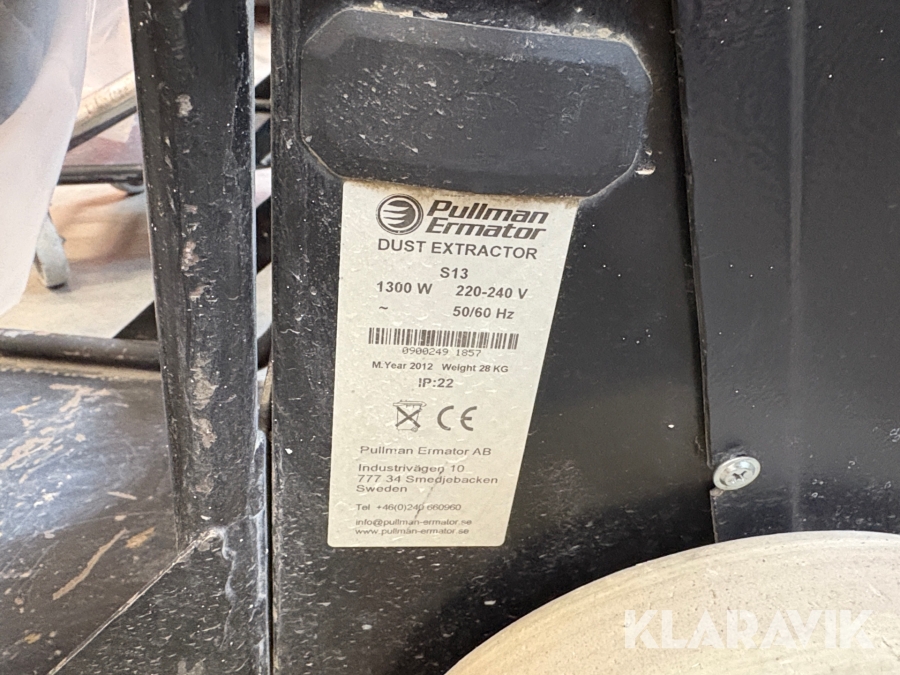 Pullman
Ermator
DUST EXTRACTOR
S13
1300 W 220-240 V
~ 50/60 Hz
0900249 1857
M.Year 2012 Weight 28 KG
IP:22
CE
Pullman Ermator AB
Industrivägen 10
777 34 Smedjebacken
Sweden
Tel +46(0)240 660960
info@pullman-ermator.se
www.pullman-ermator.se
KLARAVIK